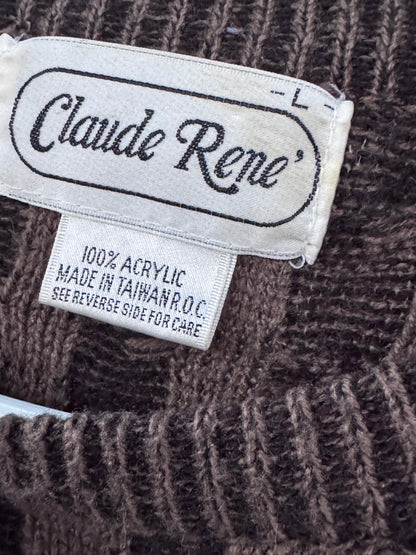 - L -
Claude Rene'
100% ACRYLIC
MADE IN TAIWAN R.O.C.
SEE REVERSE SIDE FOR CARE